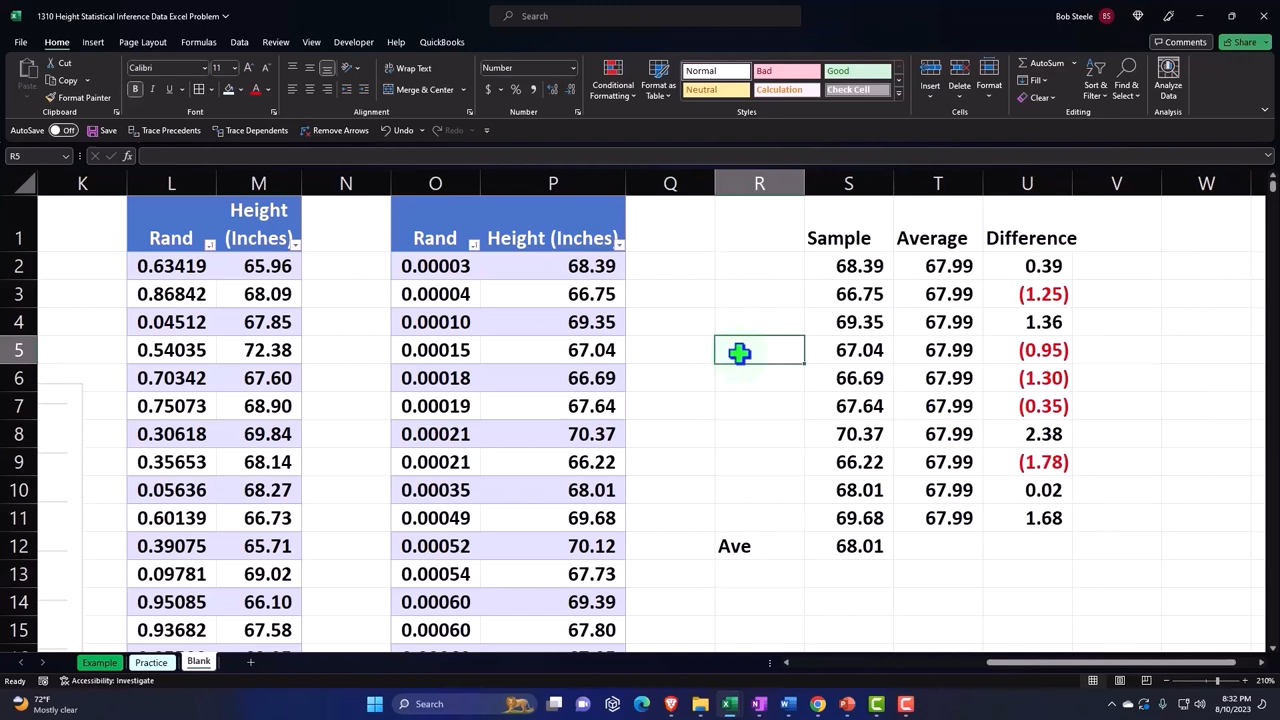 1310 Height Statistical Inference Data Excel Problem
Search
Bob Steele BS
File Home Insert Page Layout Formulas Data Review View Developer Help QuickBooks
Comments Share
Cut
Copy
Format Painter
Paste
Clipboard
Calibri 11
B I U
Font
Wrap Text
Merge & Center
Alignment
Number
$ % ,
Number
Conditional Formatting
Format as Table
Normal Bad Good
Neutral Calculation Check Cell
Styles
Insert Delete Format
Cells
AutoSum
Fill
Clear
Sort & Filter
Find & Select
Editing
Analyze Data
Analysis
AutoSave Off Save Trace Precedents Trace Dependents Remove Arrows Undo Redo
R5 fx
K L M N O P Q R S T U V W
1 Rand Height (Inches) Rand Height (Inches) Sample Average Difference
2 0.63419 65.96 0.00003 68.39 68.39 67.99 0.39
3 0.86842 68.09 0.00004 66.75 66.75 67.99 (1.25)
4 0.04512 67.85 0.00010 69.35 69.35 67.99 1.36
5 0.54035 72.38 0.00015 67.04 67.04 67.99 (0.95)
6 0.70342 67.60 0.00018 66.69 66.69 67.99 (1.30)
7 0.75073 68.90 0.00019 67.64 67.64 67.99 (0.35)
8 0.30618 69.84 0.00021 70.37 70.37 67.99 2.38
9 0.35653 68.14 0.00021 66.22 66.22 67.99 (1.78)
10 0.05636 68.27 0.00035 68.01 68.01 67.99 0.02
11 0.60139 66.73 0.00049 69.68 69.68 67.99 1.68
12 0.39075 65.71 0.00052 70.12 Ave 68.01
13 0.09781 69.02 0.00054 67.73
14 0.95085 66.10 0.00060 69.39
15 0.93682 67.58 0.00060 67.80
Example Practice Blank
Ready Accessibility: Investigate 210%
72°F
Mostly clear
Search
8:32 PM
8/10/2023